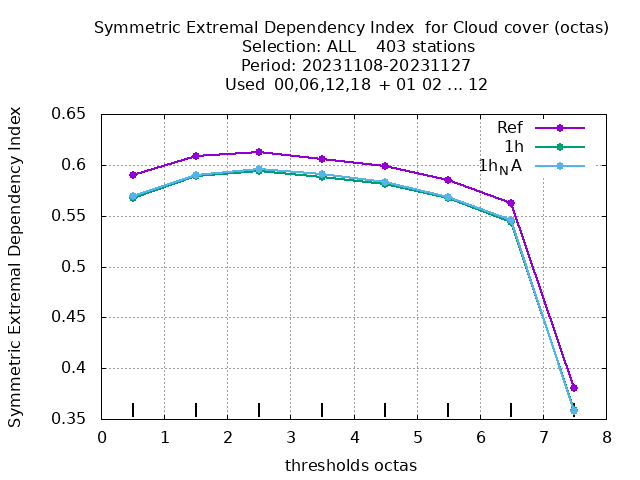 Symmetric Extremal Dependency Index  for Cloud cover (octas)
Selection: ALL    403 stations
Period: 20231108-20231127
Used  00,06,12,18  + 01 02 ... 12
Symmetric Extremal Dependency Index
0.65
0.6
0.55
0.5
0.45
0.4
0.35
Ref
1h
1h_NA
0 1 2 3 4 5 6 7 8
thresholds octas